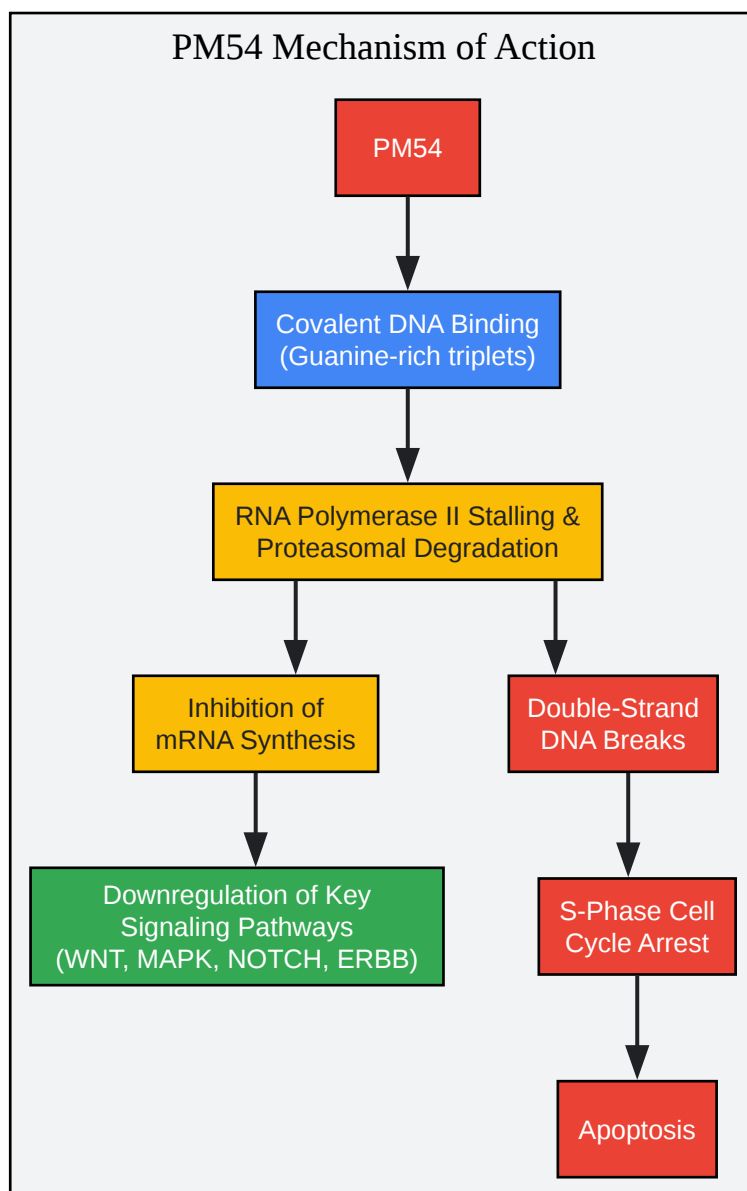 PM54 Mechanism of Action
PM54
Covalent DNA Binding
(Guanine-rich triplets)
RNA Polymerase II Stalling &
Proteasomal Degradation
Inhibition of
mRNA Synthesis
Double-Strand
DNA Breaks
Downregulation of Key
Signaling Pathways
(WNT, MAPK, NOTCH, ERBB)
S-Phase Cell
Cycle Arrest
Apoptosis